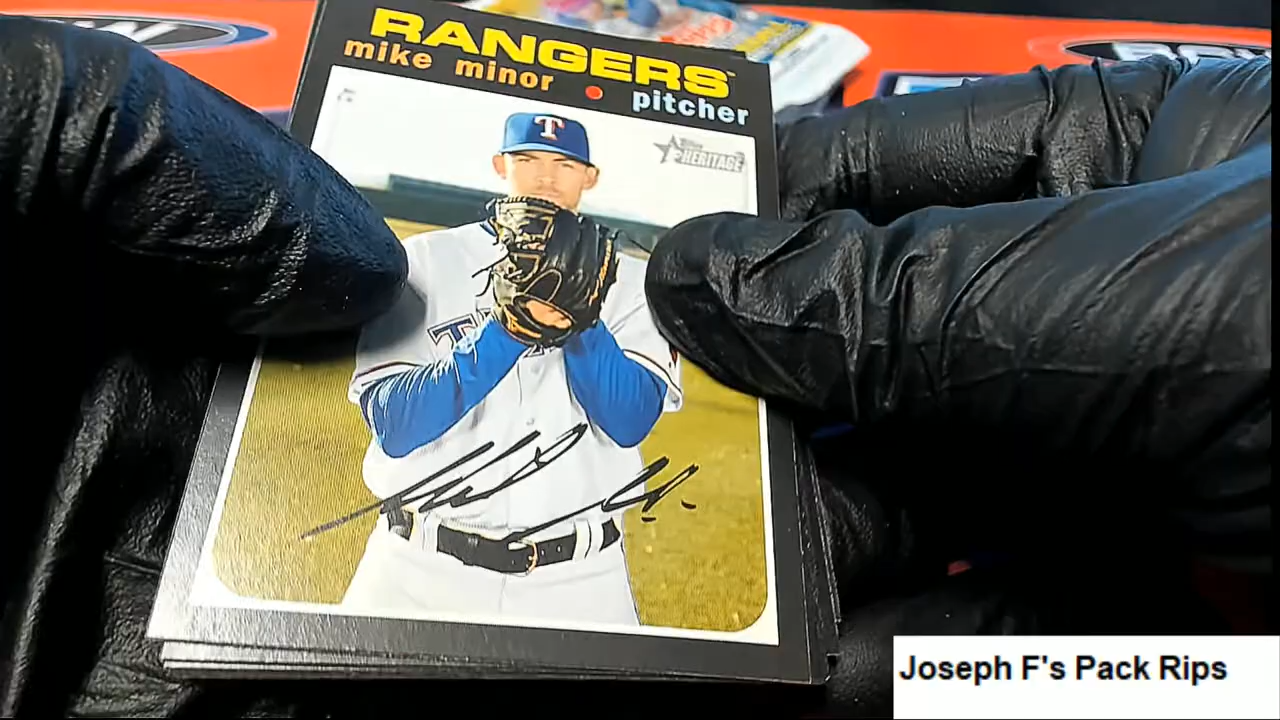 RANGERS
mike minor • pitcher
Topps
HERITAGE
T
Joseph F's Pack Rips